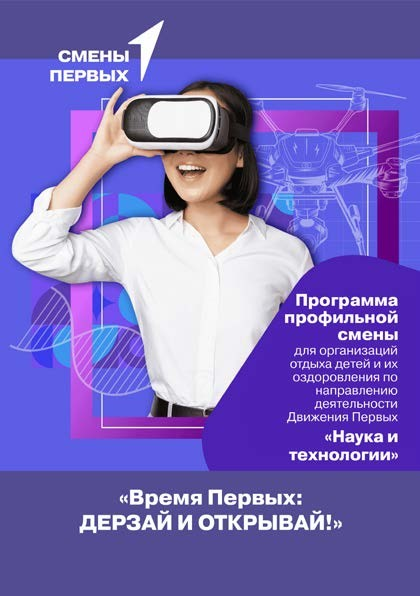 СМЕНЫ
ПЕРВЫХ
Программа
профильной
смены
для организаций
отдыха детей и их
оздоровления по
направлению
деятельности
Движения Первых
«Наука и
технологии»
«Время Первых:
ДЕРЗАЙ И ОТКРЫВАЙ!»